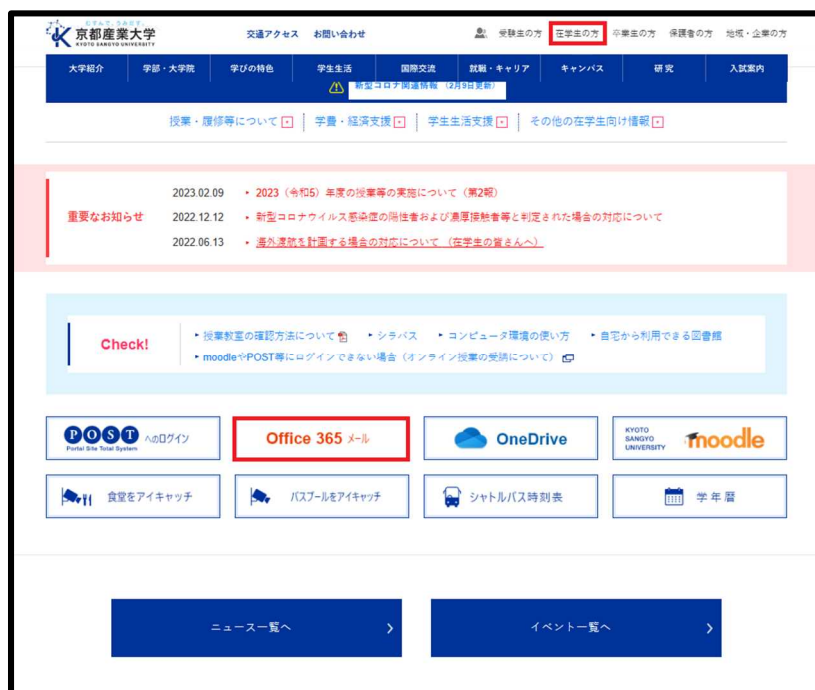 むすんで、うみだす。
京都産業大学
KYOTO SANGYO UNIVERSITY
交通アクセス お問い合わせ
受験生の方 在学生の方 卒業生の方 保護者の方 地域・企業の方
大学紹介 学部・大学院 学びの特色 学生生活 国際交流 就職・キャリア キャンパス 研究 入試案内
新型コロナ関連情報 (2月9日更新)
授業・履修等について 学費・経済支援 学生生活支援 その他の在学生向け情報
重要なお知らせ
2023.02.09 2023(令和5)年度の授業等の実施について(第2報)
2022.12.12 新型コロナウイルス感染症の陽性者および濃厚接触者等と判定された場合の対応について
2022.06.13 海外渡航を計画する場合の対応について (在学生の皆さんへ)
Check!
授業教室の確認方法について シラバス コンピュータ環境の使い方 自宅から利用できる図書館
moodleやPOST等にログインできない場合(オンライン授業の受講について)
POST へのログイン
Portal Site Total System
Office 365 メール
OneDrive
KYOTO SANGYO UNIVERSITY moodle
食堂をアイキャッチ バスプールをアイキャッチ シャトルバス時刻表 学年暦
ニュース一覧へ イベント一覧へ